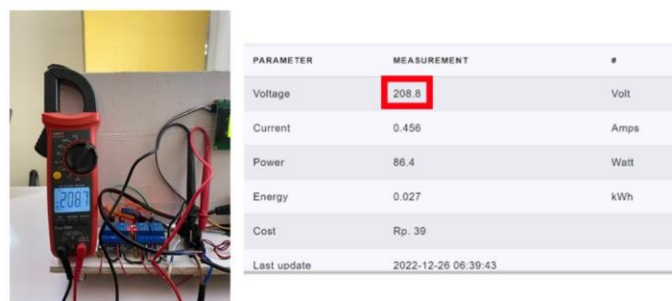 208.7
PARAMETER MEASUREMENT #
Voltage 208.8 Volt
Current 0.456 Amps
Power 86.4 Watt
Energy 0.027 kWh
Cost Rp. 39
Last update 2022-12-26 06:39:43